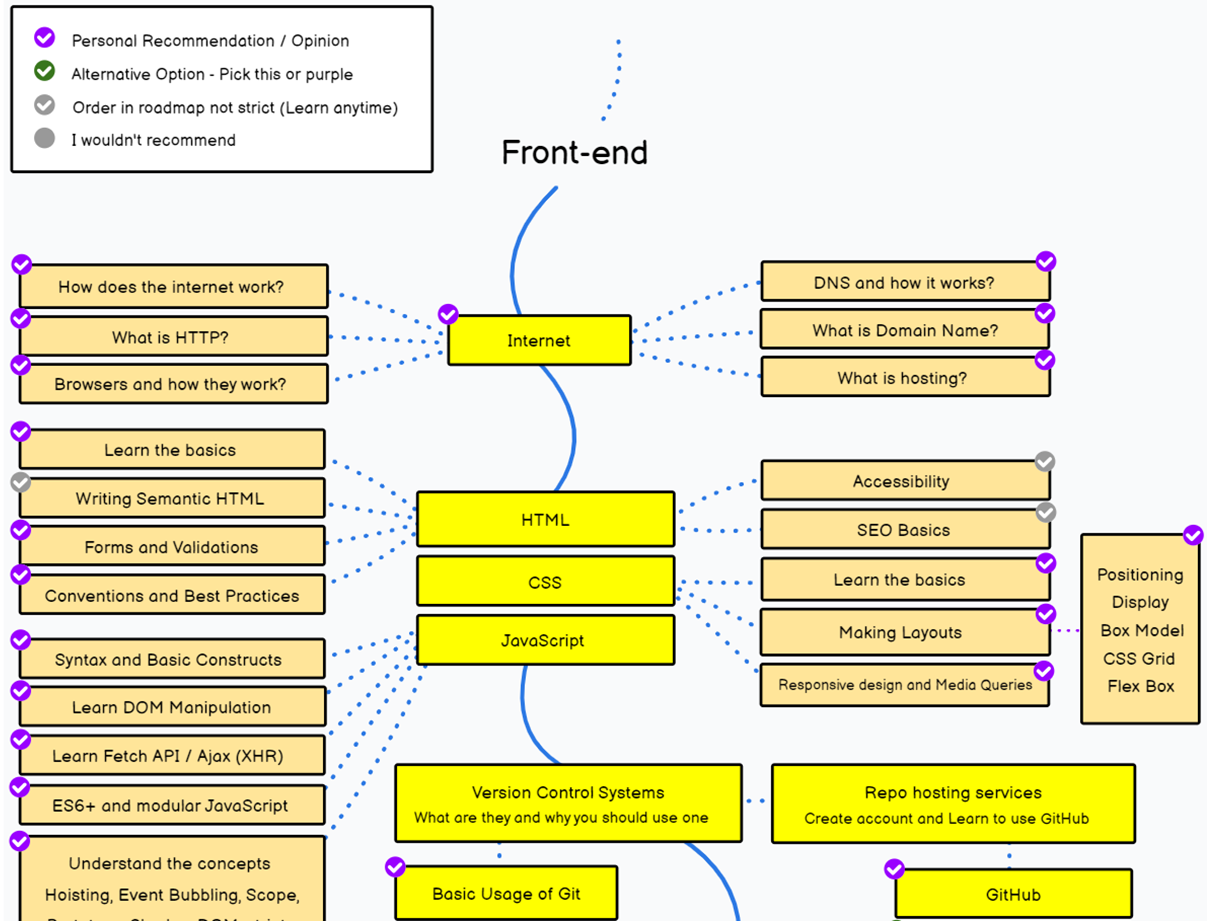 Personal Recommendation / Opinion
Alternative Option - Pick this or purple
Order in roadmap not strict (Learn anytime)
I wouldn't recommend
Front-end
How does the internet work?
What is HTTP?
Browsers and how they work?
Internet
DNS and how it works?
What is Domain Name?
What is hosting?
Learn the basics
Writing Semantic HTML
Forms and Validations
Conventions and Best Practices
HTML
Accessibility
SEO Basics
CSS
Learn the basics
Making Layouts
Responsive design and Media Queries
Positioning
Display
Box Model
CSS Grid
Flex Box
JavaScript
Syntax and Basic Constructs
Learn DOM Manipulation
Learn Fetch API / Ajax (XHR)
ES6+ and modular JavaScript
Understand the concepts
Hoisting, Event Bubbling, Scope,
Version Control Systems
What are they and why you should use one
Repo hosting services
Create account and Learn to use GitHub
Basic Usage of Git
GitHub